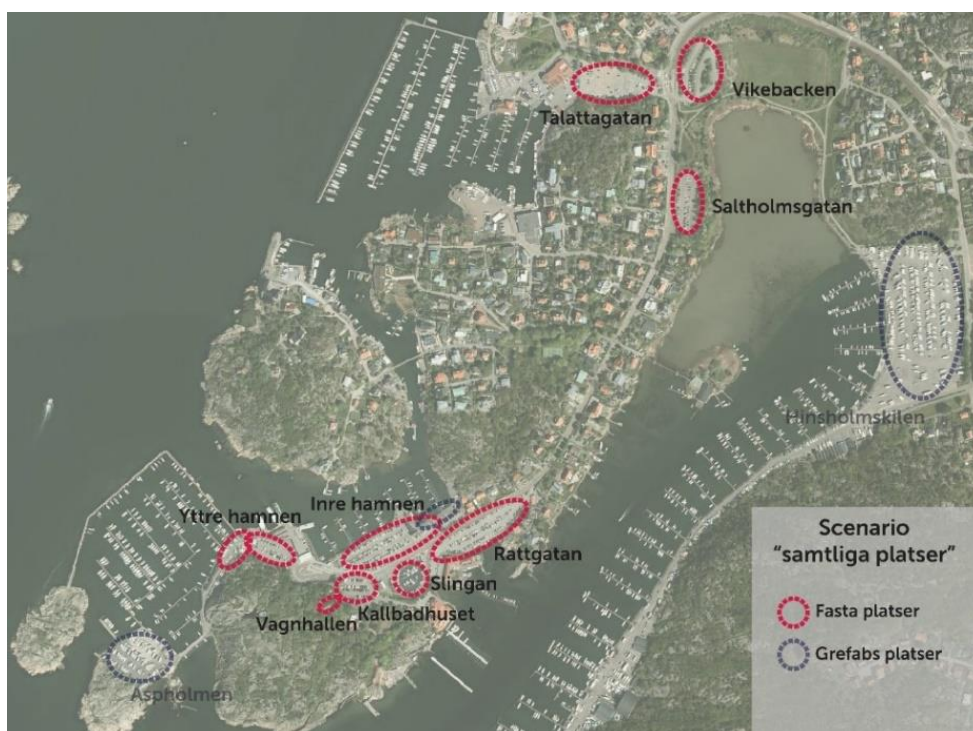 Vikebacken
Talattagatan
Saltholmsgatan
Hinsholmskilen
Inre hamnen
Yttre hamnen
Rattgatan
Slingan
Kallbadhuset
Vagnhallen
Aspholmen
Scenario
"samtliga platser"
Fasta platser
Grefabs platser